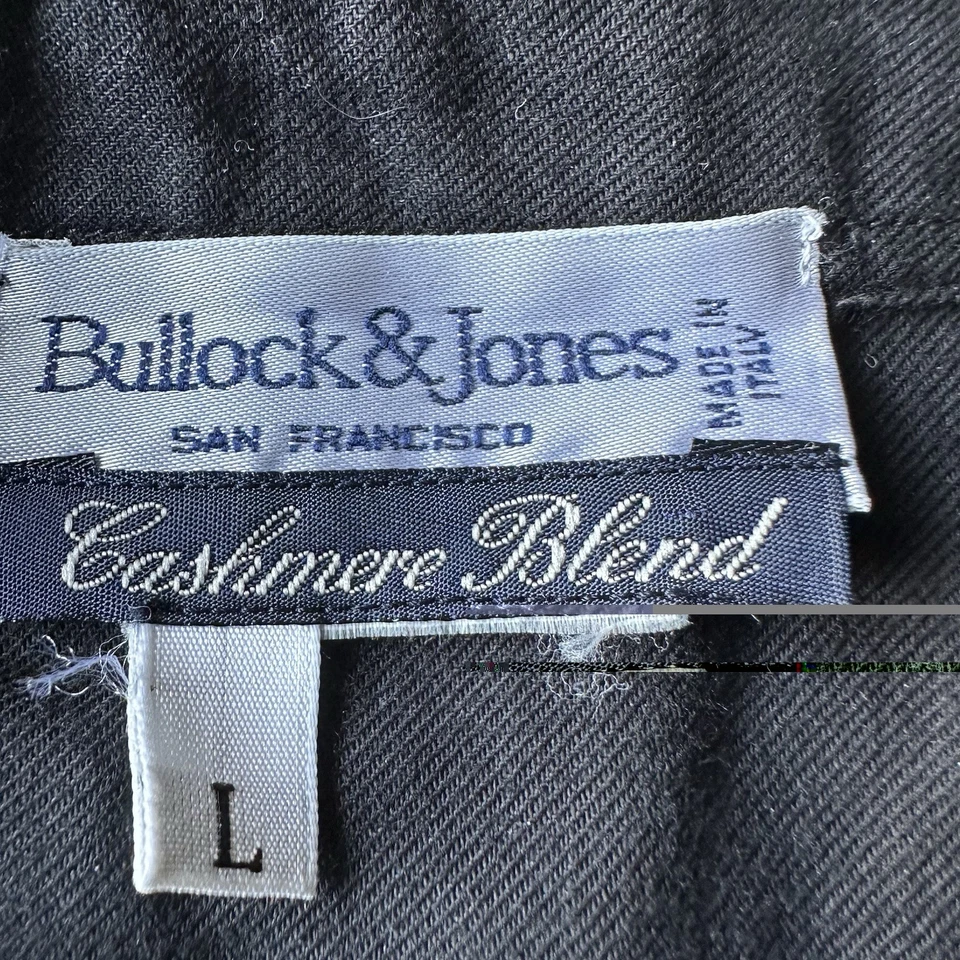 Bullock & Jones
SAN FRANCISCO
MADE IN
ITALY
Cashmere Blend
L